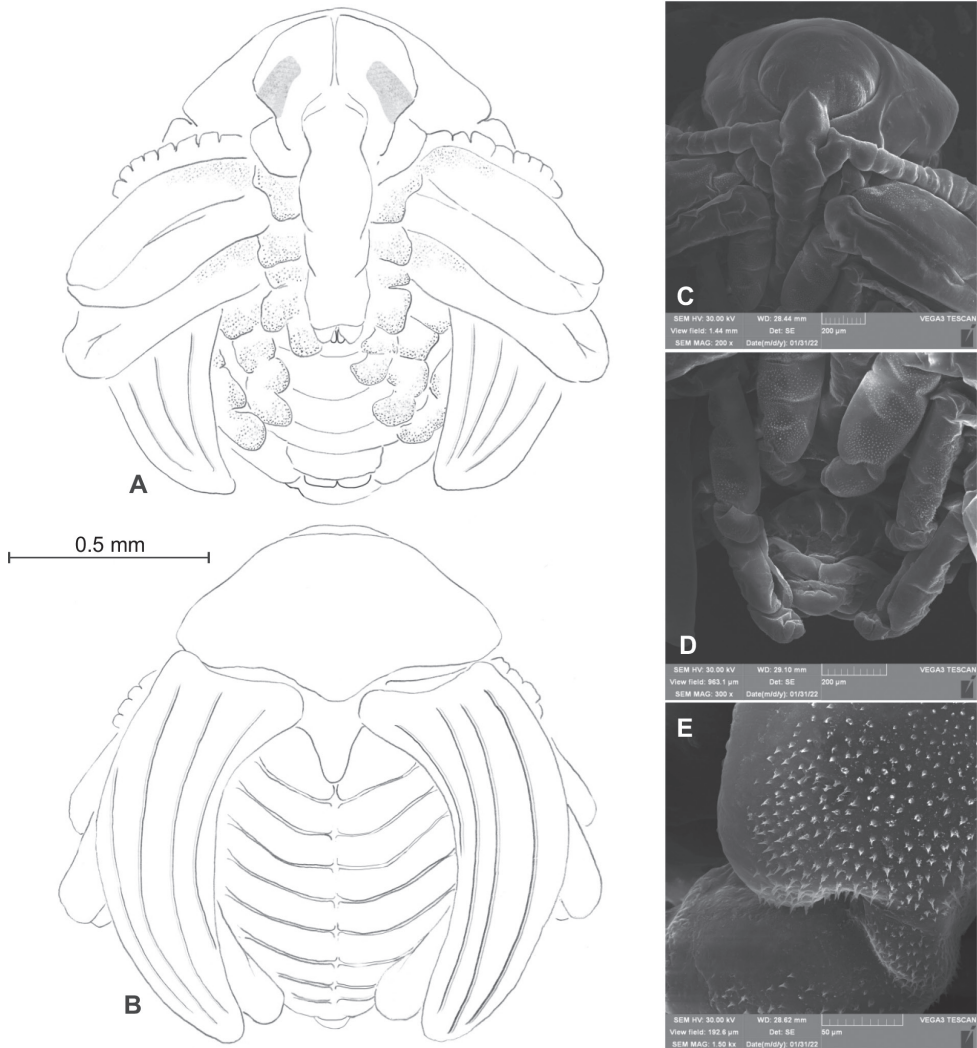 A
0.5 mm
B
C
SEM HV: 30.00 kV WD: 28.44 mm VEGA3 TESCAN
View field: 1.44 mm Det: SE 200 µm
SEM MAG: 200 x Date(m/d/y): 01/31/22
D
SEM HV: 30.00 kV WD: 29.10 mm VEGA3 TESCAN
View field: 963.1 µm Det: SE 200 µm
SEM MAG: 300 x Date(m/d/y): 01/31/22
E
SEM HV: 30.00 kV WD: 28.62 mm VEGA3 TESCAN
View field: 192.6 µm Det: SE 50 µm
SEM MAG: 1.50 kx Date(m/d/y): 01/31/22